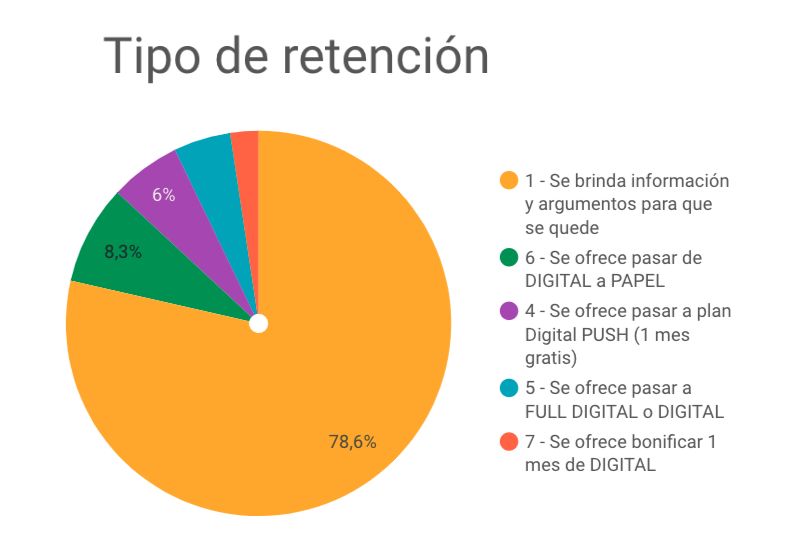 Tipo de retención
6%
8,3%
78,6%
1 - Se brinda información
y argumentos para que
se quede
6 - Se ofrece pasar de
DIGITAL a PAPEL
4 - Se ofrece pasar a plan
Digital PUSH (1 mes
gratis)
5 - Se ofrece pasar a
FULL DIGITAL o DIGITAL
7 - Se ofrece bonificar 1
mes de DIGITAL